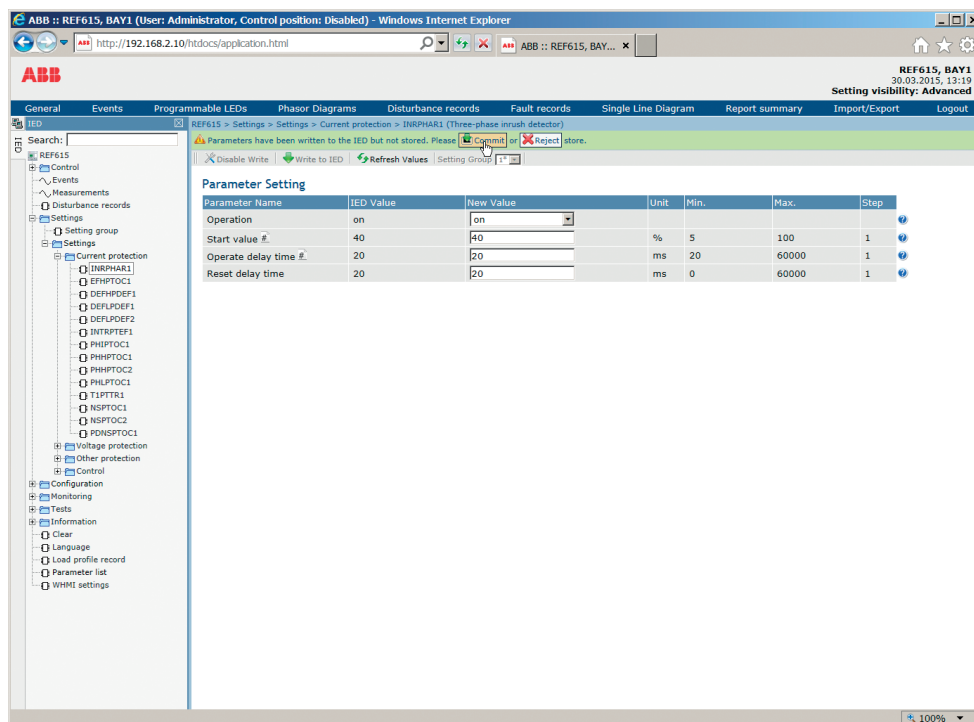 ABB :: REF615, BAY1 (User: Administrator, Control position: Disabled) - Windows Internet Explorer
http://192.168.2.10/htdocs/application.html
ABB :: REF615, BAY...
ABB
REF615, BAY1
30.03.2015, 13:19
Setting visibility: Advanced
General Events Programmable LEDs Phasor Diagrams Disturbance records Fault records Single Line Diagram Report summary Import/Export Logout
IED
IED
REF615 > Settings > Settings > Current protection > INRPHAR1 (Three-phase inrush detector)
Search:
Parameters have been written to the IED but not stored. Please Commit or Reject store.
Disable Write Write to IED Refresh Values Setting Group 1*
REF615
Control
Events
Measurements
Disturbance records
Settings
Setting group
Settings
Current protection
INRPHAR1
EFHPTOC1
DEFHPDEF1
DEFLPDEF1
DEFLPDEF2
INTRPTEF1
PHIPTOC1
PHHPTOC1
PHHPTOC2
PHLPTOC1
T1PTTR1
NSPTOC1
NSPTOC2
PDNSPTOC1
Voltage protection
Other protection
Control
Configuration
Monitoring
Tests
Information
Clear
Language
Load profile record
Parameter list
WHMI settings
Parameter Setting
Parameter Name IED Value New Value Unit Min. Max. Step
Operation on on
Start value # 40 40 % 5 100 1
Operate delay time # 20 20 ms 20 60000 1
Reset delay time 20 20 ms 0 60000 1
100%